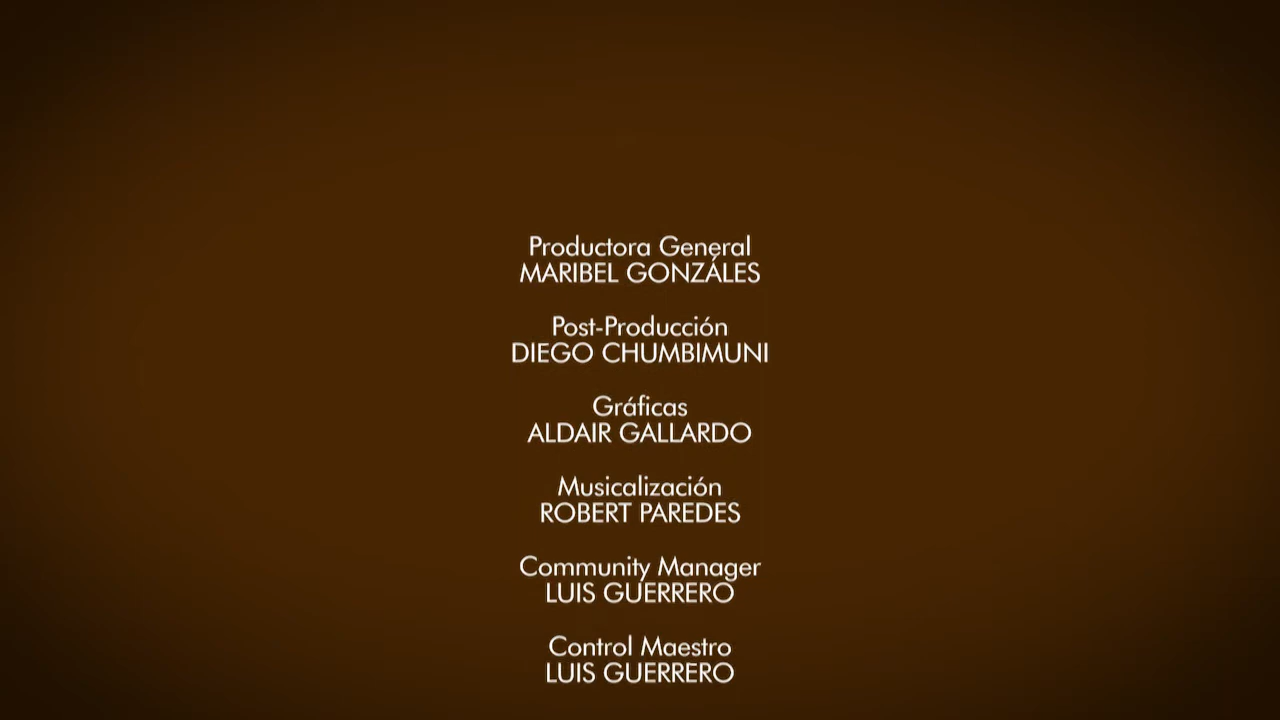 Productora General
MARIBEL GONZÁLES
Post-Producción
DIEGO CHUMBIMUNI
Gráficas
ALDAIR GALLARDO
Musicalización
ROBERT PAREDES
Community Manager
LUIS GUERRERO
Control Maestro
LUIS GUERRERO